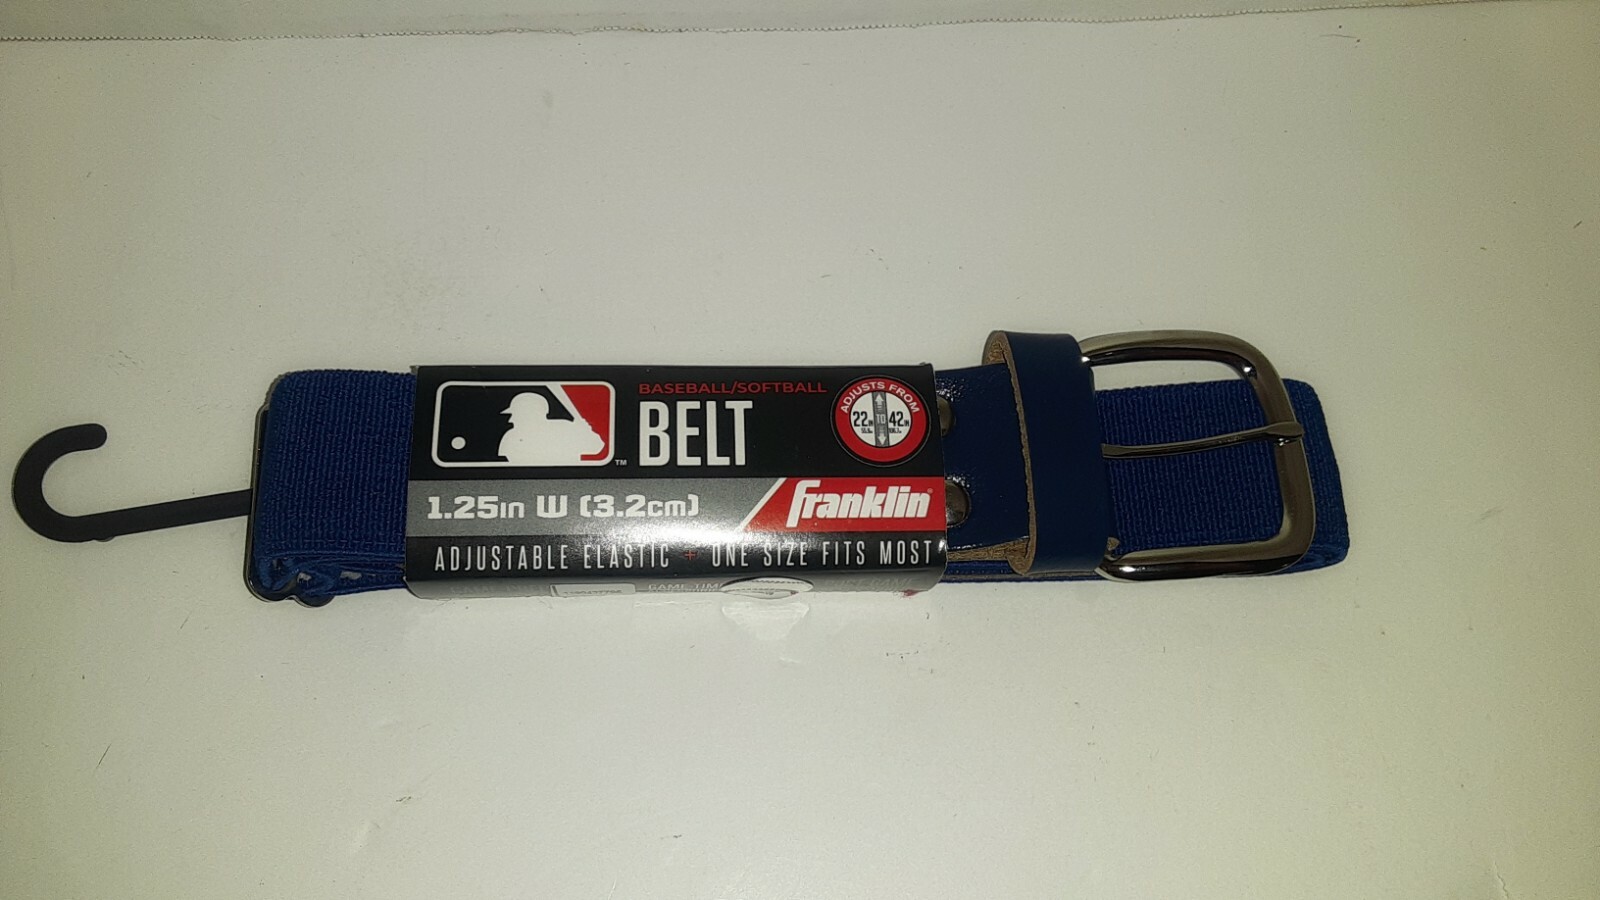 BASEBALL/SOFTBALL
BELT
TM
ADJUSTS FROM
22IN TO 42IN
1.25in W (3.2cm)
franklin®
ADJUSTABLE ELASTIC + ONE SIZE FITS MOST